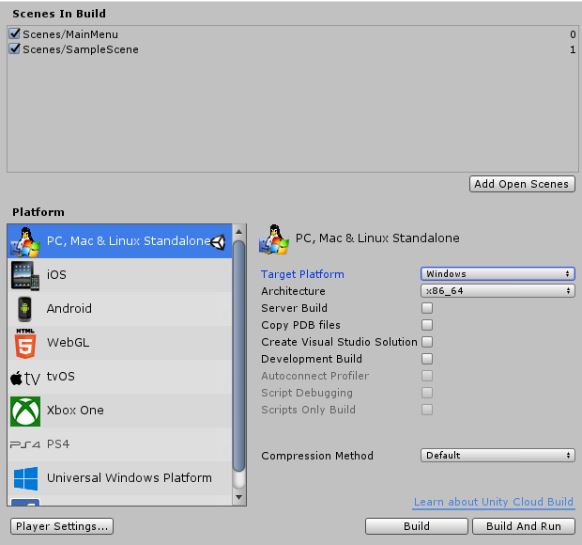 Scenes In Build
Scenes/MainMenu 0
Scenes/SampleScene 1
Add Open Scenes
Platform
PC, Mac & Linux Standalone
iOS
Android
HTML
5
WebGL
tv tvOS
Xbox One
PS4 PS4
Universal Windows Platform
PC, Mac & Linux Standalone
Target Platform Windows
Architecture x86_64
Server Build
Copy PDB files
Create Visual Studio Solution
Development Build
Autoconnect Profiler
Script Debugging
Scripts Only Build
Compression Method Default
Learn about Unity Cloud Build
Player Settings...
Build
Build And Run